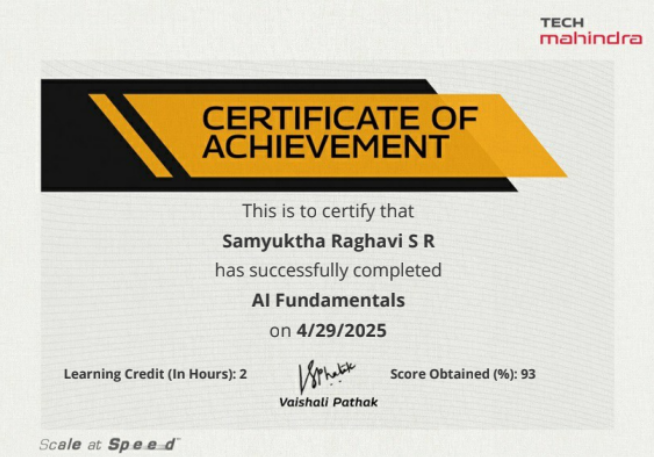 TECH
mahindra
CERTIFICATE OF
ACHIEVEMENT
This is to certify that
Samyuktha Raghavi S R
has successfully completed
AI Fundamentals
on 4/29/2025
Learning Credit (In Hours): 2
Score Obtained (%): 93
Vaishali Pathak
Scale at Speed™